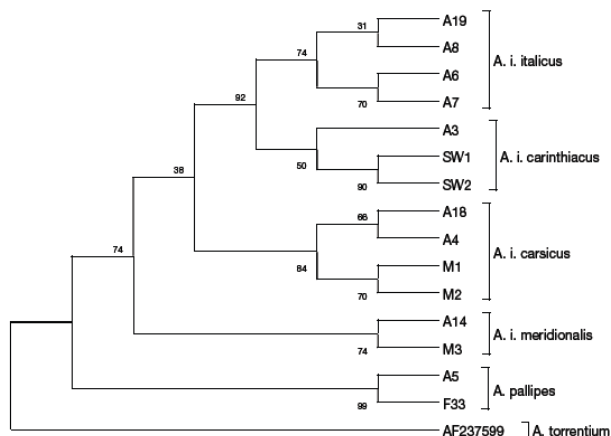 31
A19
A8
74
A6
70
A7
A. i. italicus
92
A3
50
SW1
90
SW2
A. i. carinthiacus
38
66
A18
A4
84
M1
70
M2
A. i. carsicus
74
A14
74
M3
A. i. meridionalis
A5
99
F33
A. pallipes
AF237599
A. torrentium